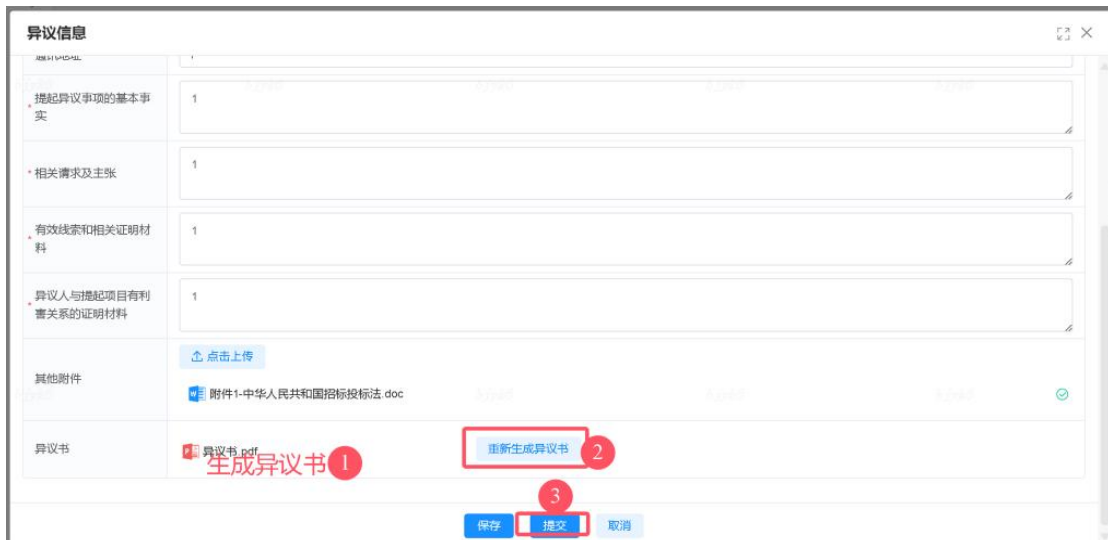 异议信息
通讯地址
1
提起异议事项的基本事
实
1
相关请求及主张
1
有效线索和相关证明材
料
1
异议人与提起项目有利
害关系的证明材料
1
点击上传
其他附件
附件1-中华人民共和国招标投标法.doc
异议书
异议书.pdf
重新生成异议书
2
生成异议书
1
3
保存
提交
取消